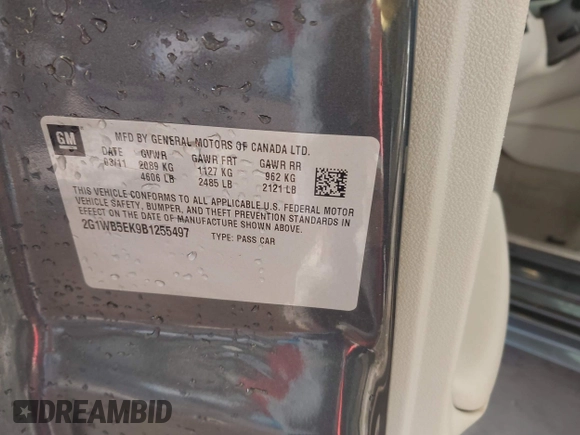 GM
MFD BY GENERAL MOTORS OF CANADA LTD.
DATE GVWR GAWR FRT GAWR RR
03/11 2089 KG 1127 KG 962 KG
4606 LB 2485 LB 2121 LB
THIS VEHICLE CONFORMS TO ALL APPLICABLE U.S. FEDERAL MOTOR
VEHICLE SAFETY, BUMPER, AND THEFT PREVENTION STANDARDS IN
EFFECT ON THE DATE OF MANUFACTURE SHOWN ABOVE.
2G1WB5EK9B1255497 TYPE: PASS CAR
DREAMBID